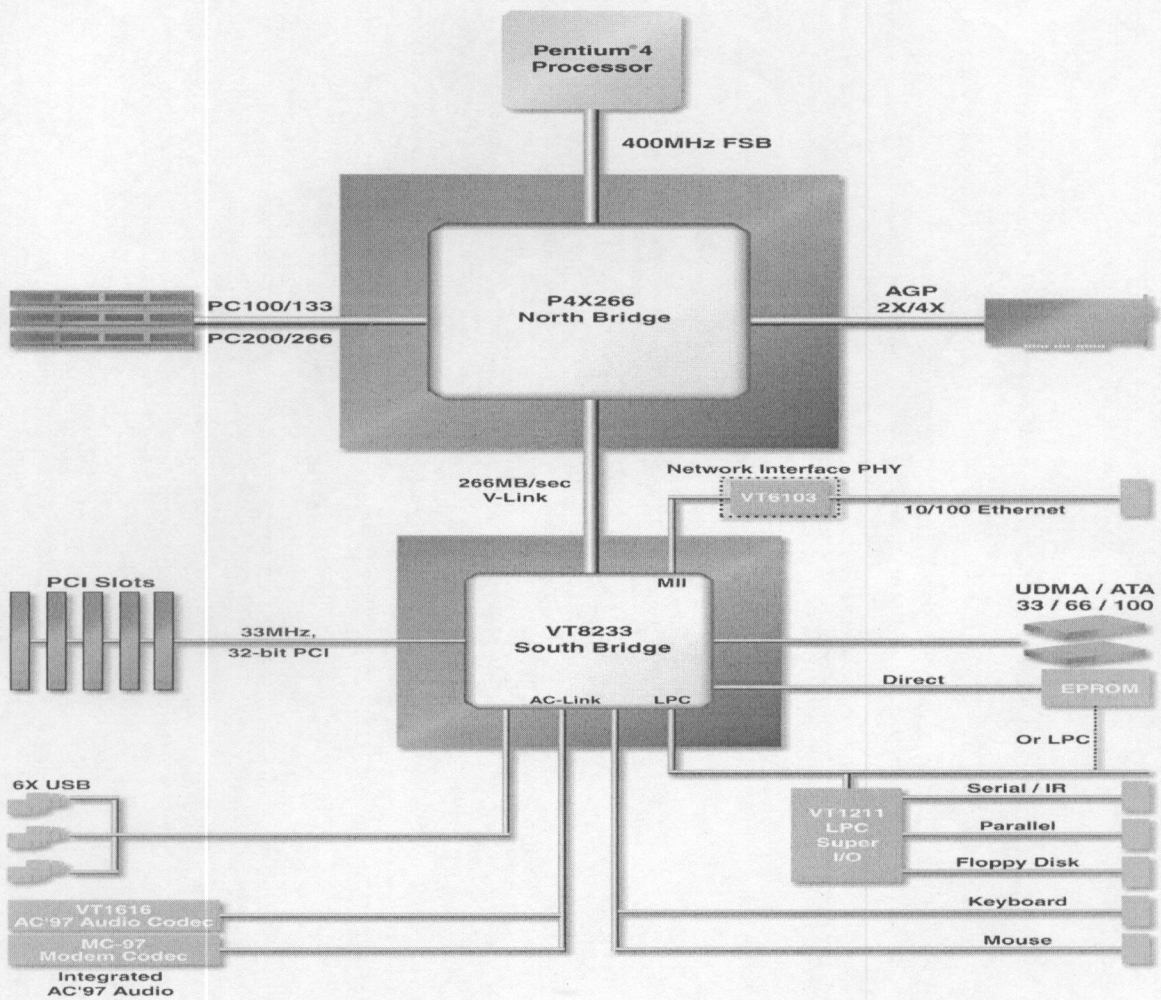 Pentium®4
Processor
400MHz FSB
PC100/133
PC200/266
P4X266
North Bridge
AGP
2X/4X
266MB/sec
V-Link
Network Interface PHY
VT6103
10/100 Ethernet
MII
PCI Slots
33MHz,
32-bit PCI
VT8233
South Bridge
UDMA / ATA
33 / 66 / 100
Direct
EPROM
AC-Link
LPC
Or LPC
6X USB
VT1211
LPC
Super
I/O
Serial / IR
Parallel
Floppy Disk
Keyboard
Mouse
VT1616
AC'97 Audio Codec
MC-97
Modem Codec
Integrated
AC'97 Audio